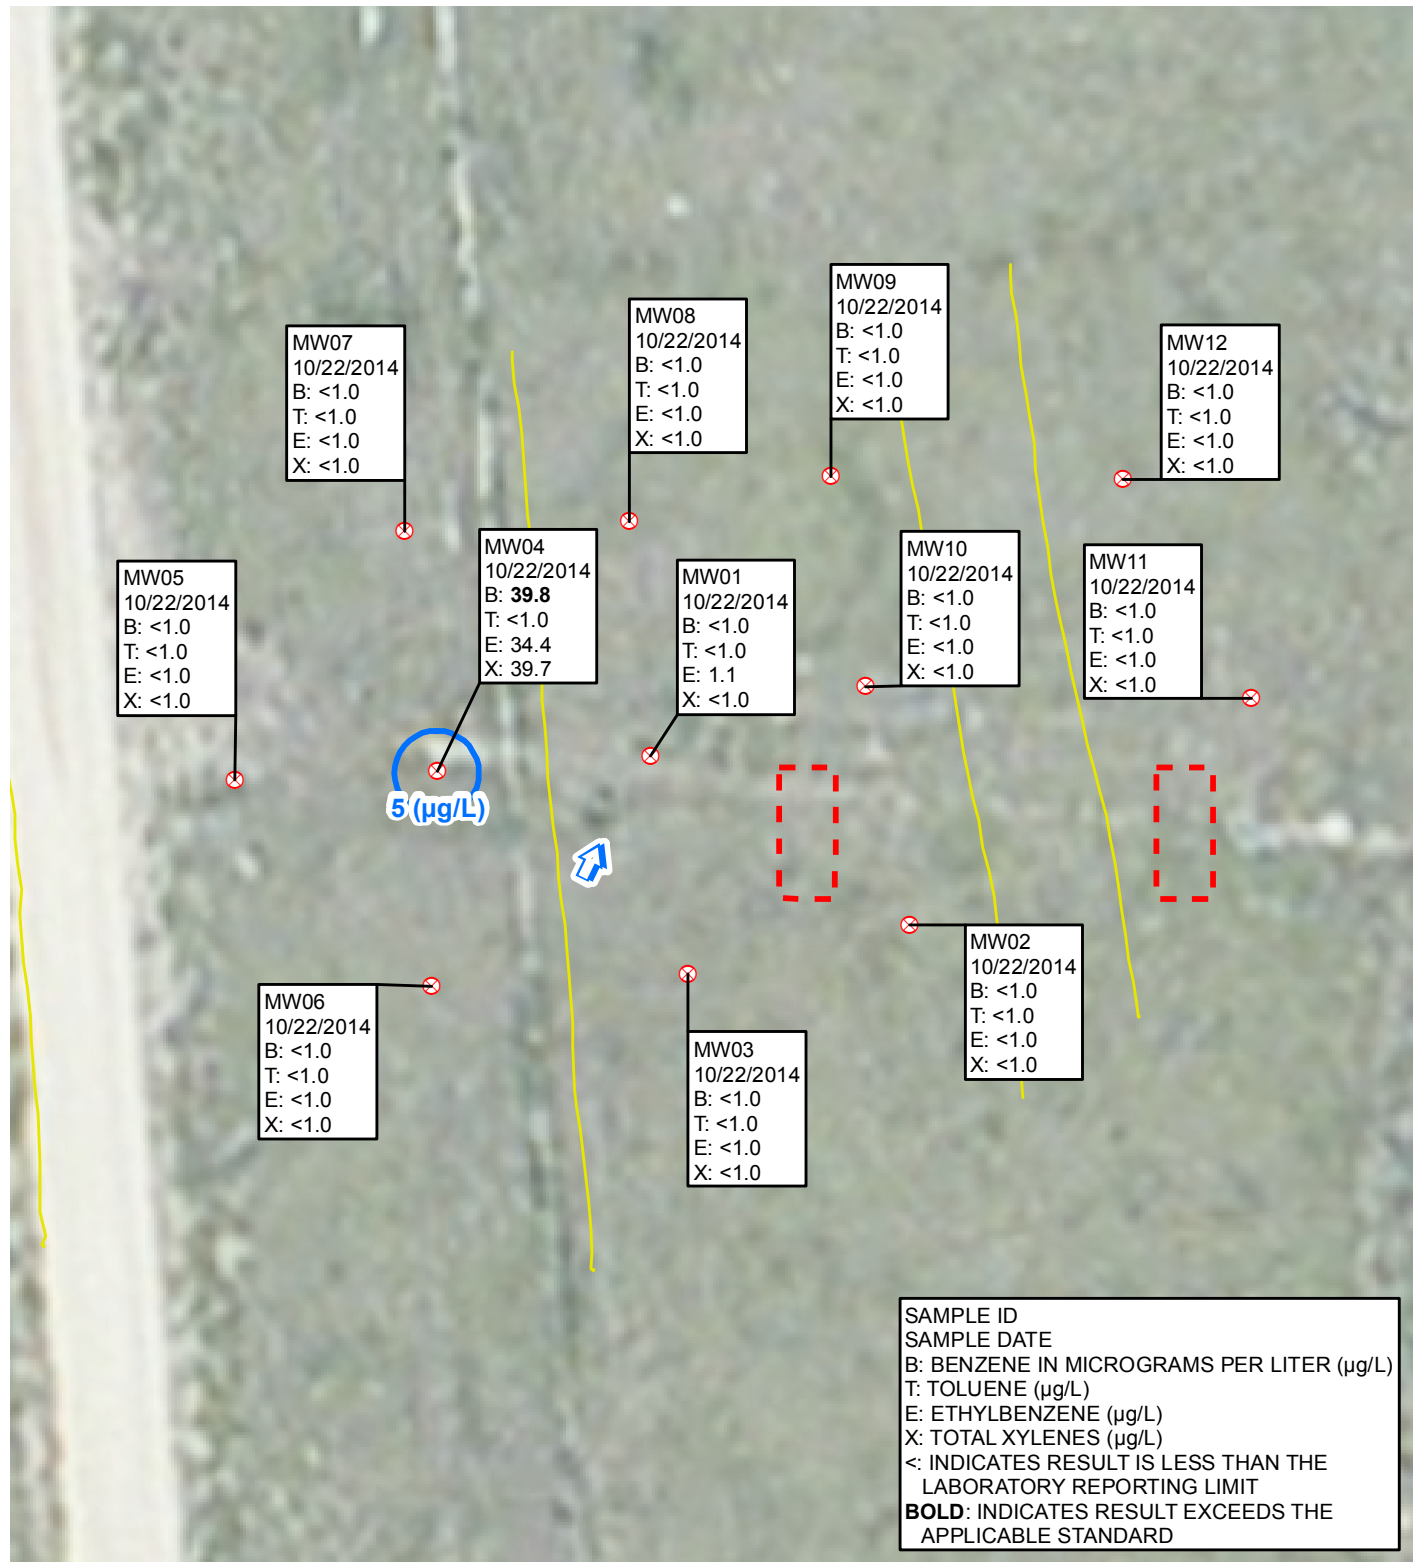 MW09
10/22/2014
B: <1.0
T: <1.0
E: <1.0
X: <1.0
MW08
10/22/2014
B: <1.0
T: <1.0
E: <1.0
X: <1.0
MW07
10/22/2014
B: <1.0
T: <1.0
E: <1.0
X: <1.0
MW12
10/22/2014
B: <1.0
T: <1.0
E: <1.0
X: <1.0
MW04
10/22/2014
B: 39.8
T: <1.0
E: 34.4
X: 39.7
MW10
10/22/2014
B: <1.0
T: <1.0
E: <1.0
X: <1.0
MW11
10/22/2014
B: <1.0
T: <1.0
E: <1.0
X: <1.0
MW05
10/22/2014
B: <1.0
T: <1.0
E: <1.0
X: <1.0
MW01
10/22/2014
B: <1.0
T: <1.0
E: 1.1
X: <1.0
5 (µg/L)
MW02
10/22/2014
B: <1.0
T: <1.0
E: <1.0
X: <1.0
MW06
10/22/2014
B: <1.0
T: <1.0
E: <1.0
X: <1.0
MW03
10/22/2014
B: <1.0
T: <1.0
E: <1.0
X: <1.0
SAMPLE ID
SAMPLE DATE
B: BENZENE IN MICROGRAMS PER LITER (µg/L)
T: TOLUENE (µg/L)
E: ETHYLBENZENE (µg/L)
X: TOTAL XYLENES (µg/L)
<: INDICATES RESULT IS LESS THAN THE
LABORATORY REPORTING LIMIT
BOLD: INDICATES RESULT EXCEEDS THE
APPLICABLE STANDARD